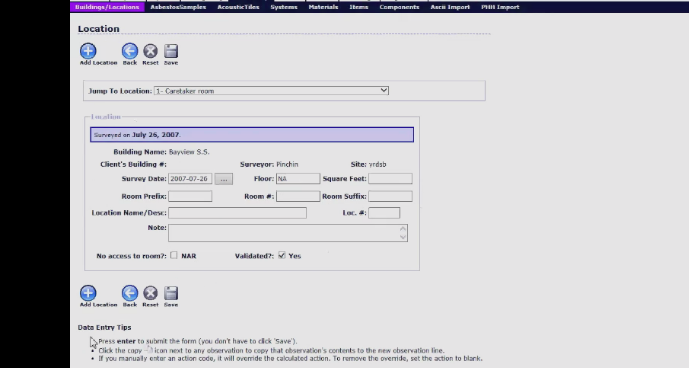 Buildings/Locations AsbestosSamples AcousticTiles Systems Materials Items Components Ascii Import PHH Import
Location
Add Location Back Reset Save
Jump To Location: 1- Caretaker room
Location
Surveyed on July 26, 2007.
Building Name: Bayview S.S.
Client's Building #: Surveyor: Pinchin Site: vrdsb
Survey Date: 2007-07-26 ... Floor: NA Square Feet:
Room Prefix: Room #: Room Suffix:
Location Name/Desc: Loc. #:
Note:
No access to room?: NAR Validated?: Yes
Add Location Back Reset Save
Data Entry Tips
Press enter to submit the form (you don't have to click 'Save').
• Click the copy icon next to any observation to copy that observation's contents to the new observation line.
• If you manually enter an action code, it will override the calculated action. To remove the override, set the action to blank.